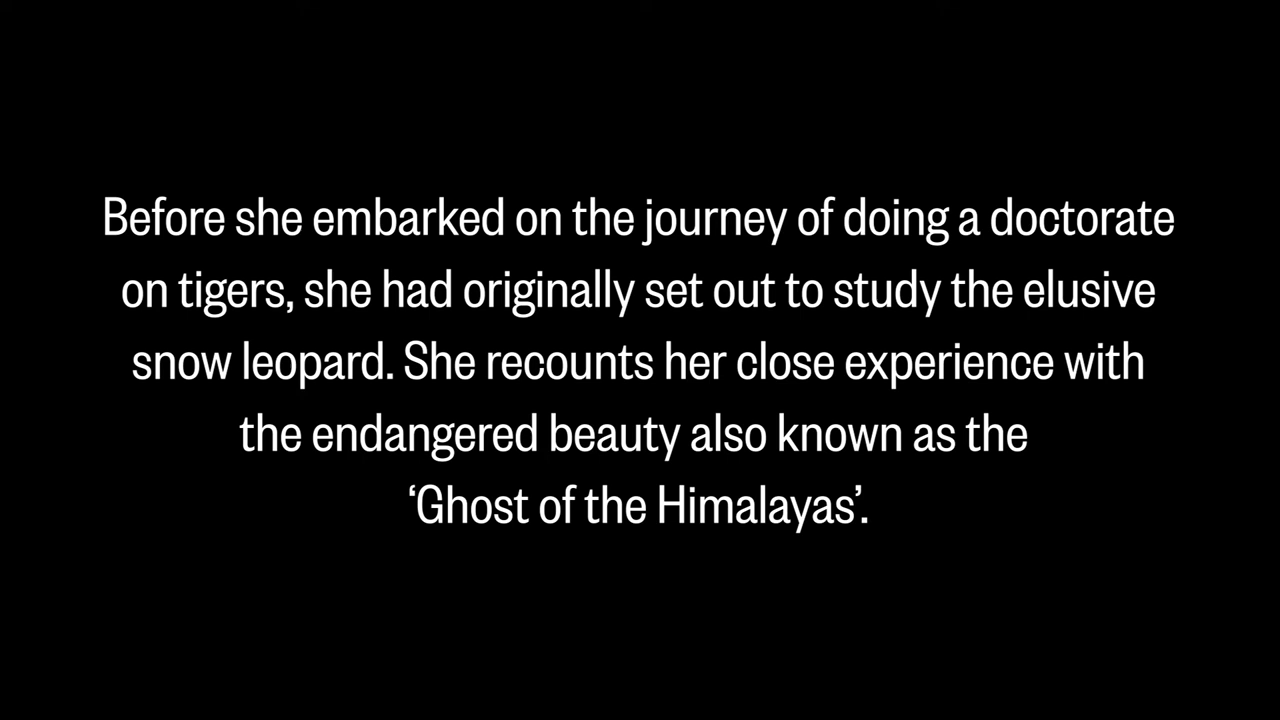 Before she embarked on the journey of doing a doctorate
on tigers, she had originally set out to study the elusive
snow leopard. She recounts her close experience with
the endangered beauty also known as the
‘Ghost of the Himalayas’.